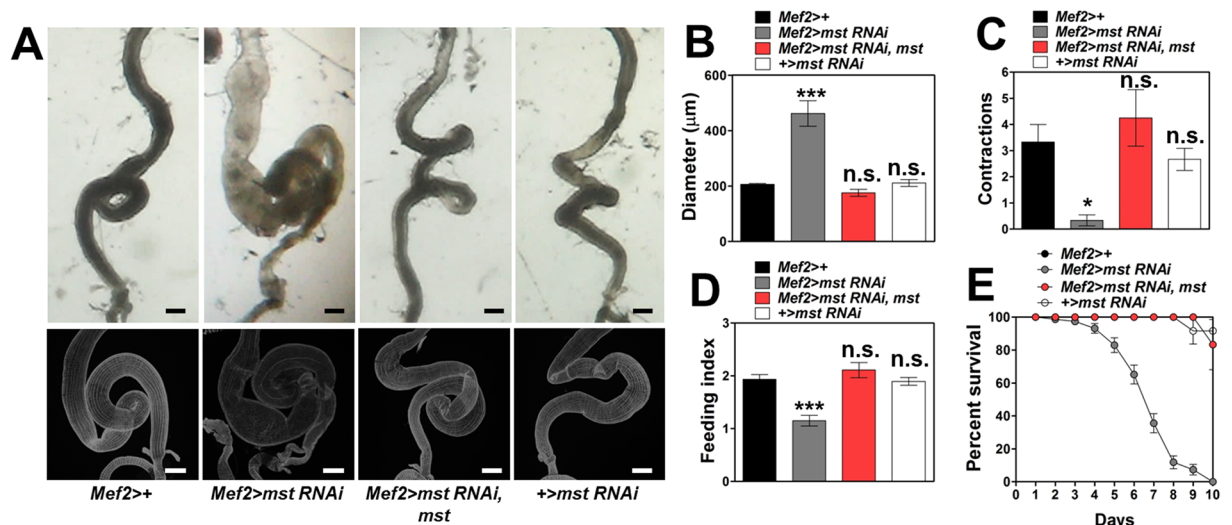 A
Mef2>+
Mef2>mst RNAi
Mef2>mst RNAi,
mst
+>mst RNAi
B
Mef2>+
Mef2>mst RNAi
Mef2>mst RNAi, mst
+>mst RNAi
Diameter (μm)
600
400
200
0
***
n.s.
n.s.
C
Mef2>+
Mef2>mst RNAi
Mef2>mst RNAi, mst
+>mst RNAi
Contractions
6
5
4
3
2
1
0
*
n.s.
n.s.
D
Mef2>+
Mef2>mst RNAi
Mef2>mst RNAi, mst
+>mst RNAi
Feeding index
3
2
1
0
***
n.s.
n.s.
E
Mef2>+
Mef2>mst RNAi
Mef2>mst RNAi, mst
+>mst RNAi
Percent survival
100
80
60
40
20
0
0 1 2 3 4 5 6 7 8 9 10
Days